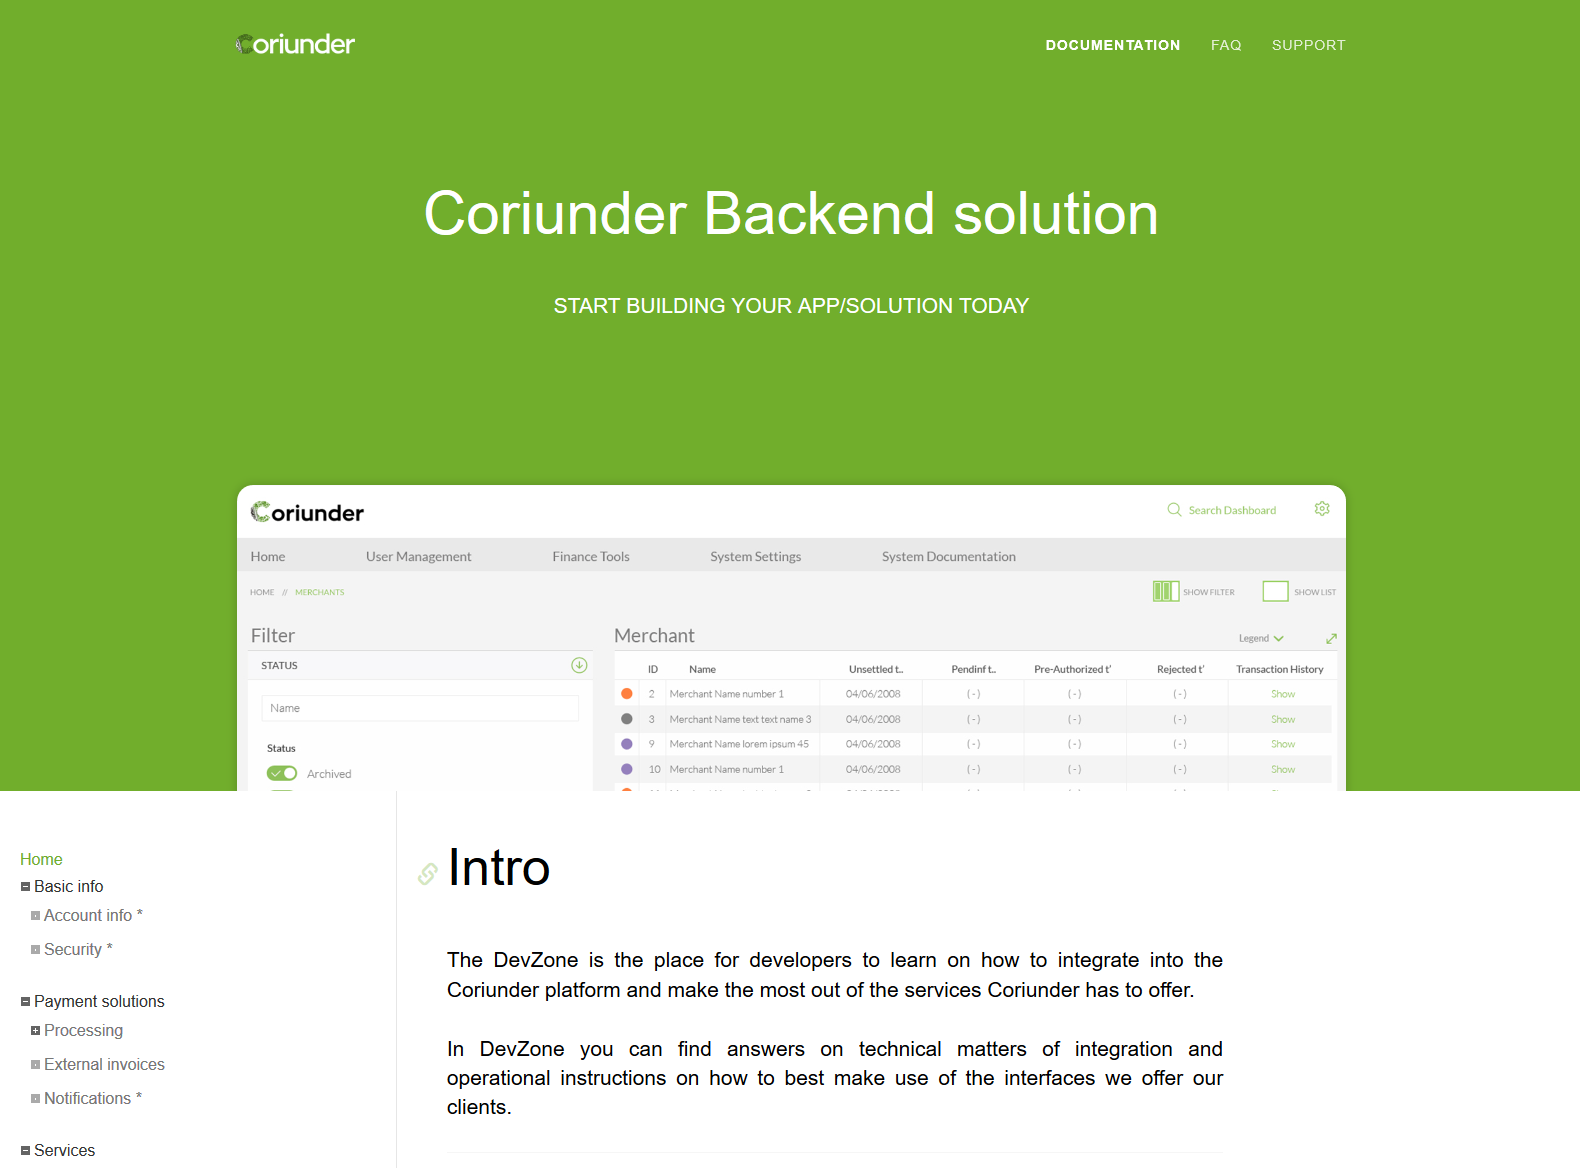 Coriunder
DOCUMENTATION FAQ SUPPORT
Coriunder Backend solution
START BUILDING YOUR APP/SOLUTION TODAY
Coriunder
Search Dashboard
Home User Management Finance Tools System Settings System Documentation
HOME // MERCHANTS
SHOW FILTER SHOW LIST
Filter
STATUS
Name
Status
Archived
Merchant
Legend
ID Name Unsettled t.. Pendinf t.. Pre-Authorized t' Rejected t' Transaction History
2 Merchant Name number 1 04/06/2008 ( - ) ( - ) ( - ) Show
3 Merchant Name text text name 3 04/06/2008 ( - ) ( - ) ( - ) Show
9 Merchant Name lorem ipsum 45 04/06/2008 ( - ) ( - ) ( - ) Show
10 Merchant Name number 1 04/06/2008 ( - ) ( - ) ( - ) Show
Home
Basic info
Account info *
Security *
Payment solutions
Processing
External invoices
Notifications *
Services
Intro
The DevZone is the place for developers to learn on how to integrate into the
Coriunder platform and make the most out of the services Coriunder has to offer.
In DevZone you can find answers on technical matters of integration and
operational instructions on how to best make use of the interfaces we offer our
clients.